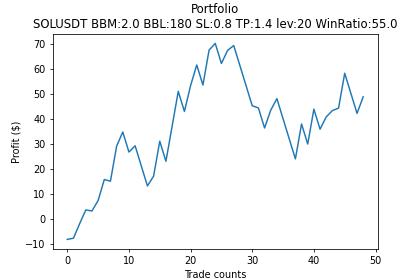 Portfolio
SOLUSDT BBM:2.0 BBL:180 SL:0.8 TP:1.4 lev:20 WinRatio:55.0
70
60
50
40
30
20
10
0
−10
Profit ($)
0 10 20 30 40 50
Trade counts